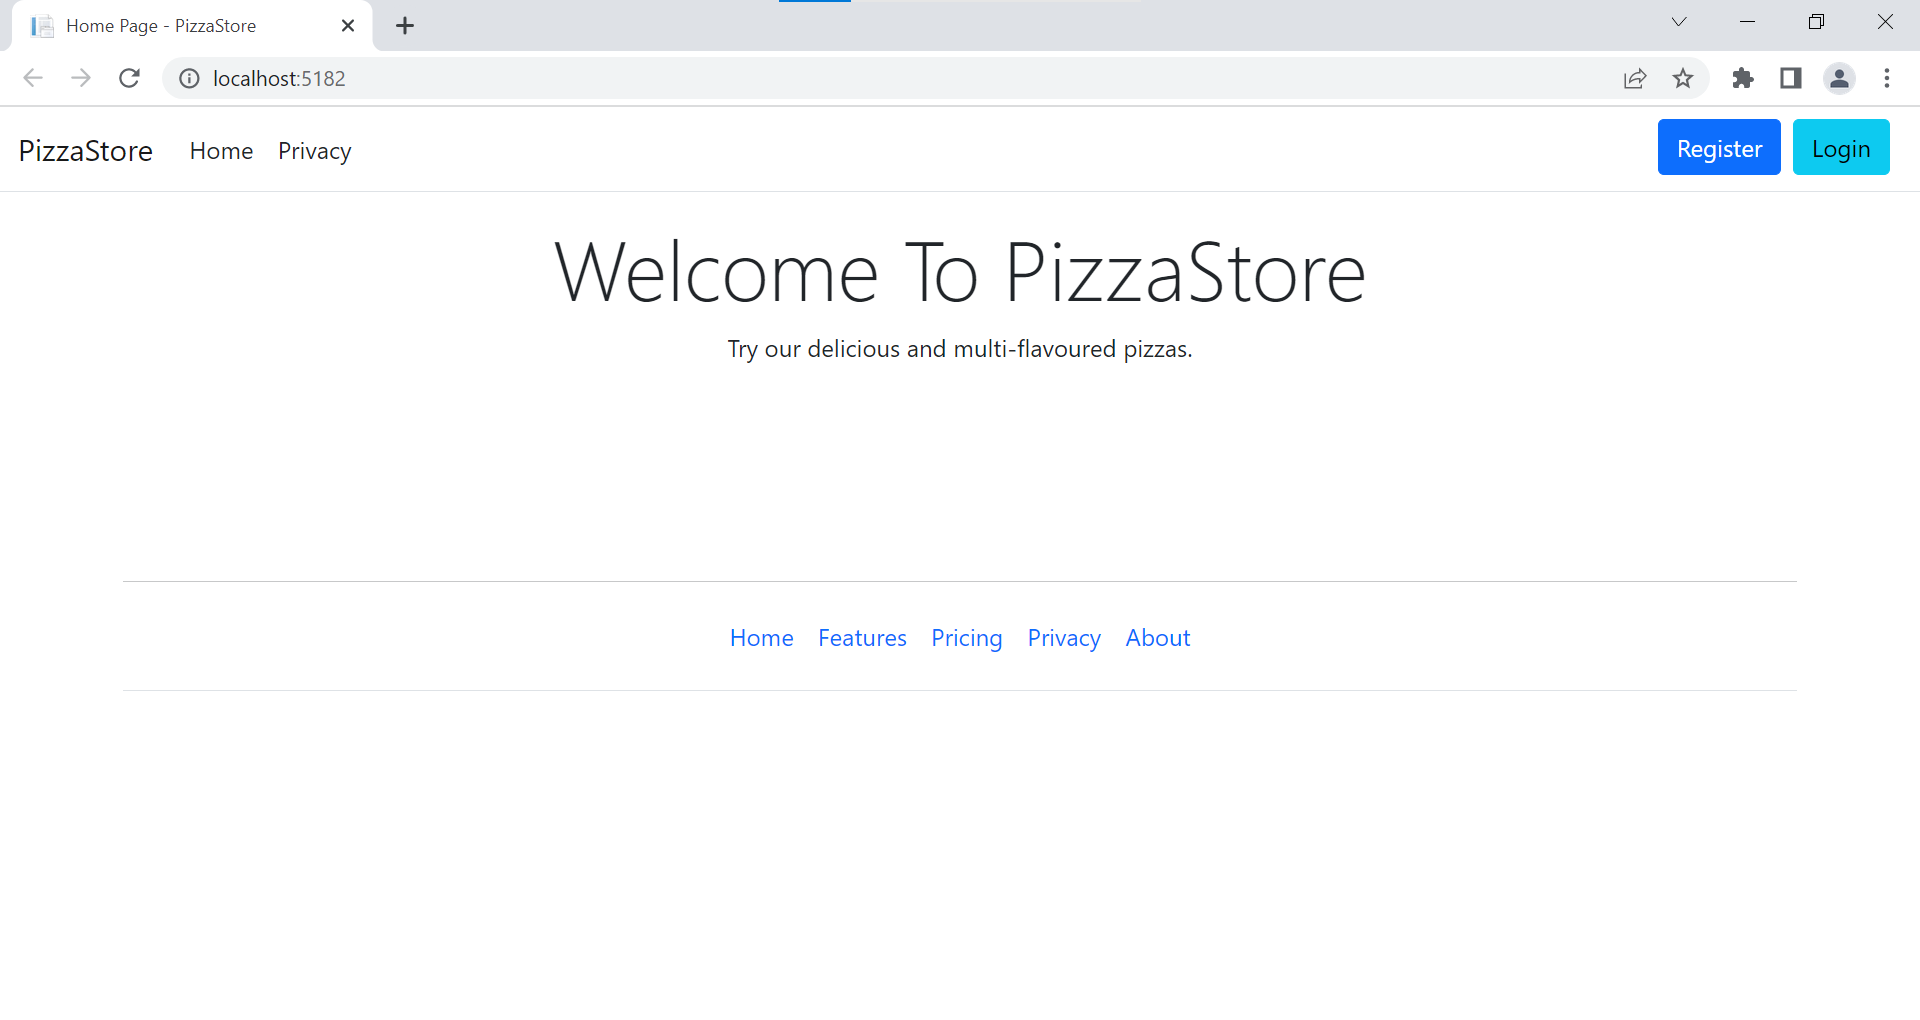 Home Page - PizzaStore
localhost:5182
PizzaStore Home Privacy Register Login
Welcome To PizzaStore
Try our delicious and multi-flavoured pizzas.
Home Features Pricing Privacy About